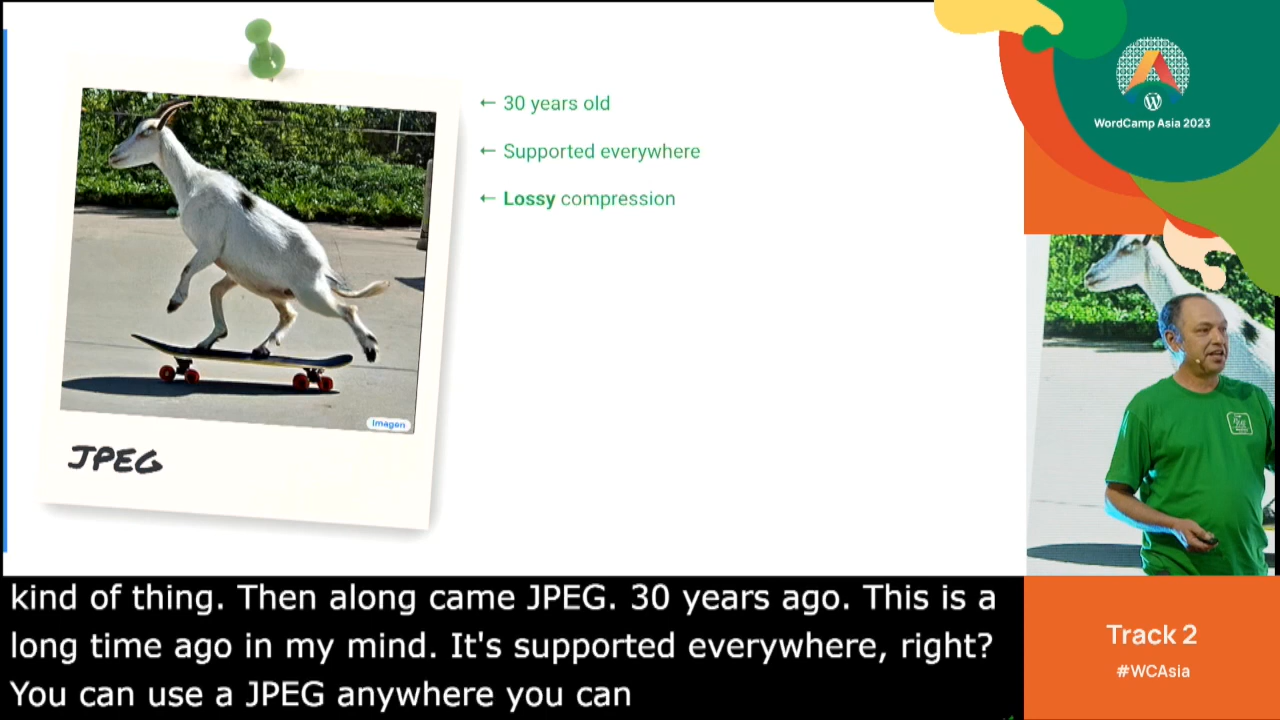 ← 30 years old
← Supported everywhere
← Lossy compression
Imagen
JPEG
WordCamp Asia 2023
kind of thing. Then along came JPEG. 30 years ago. This is a
long time ago in my mind. It's supported everywhere, right?
You can use a JPEG anywhere you can
Track 2
#WCAsia